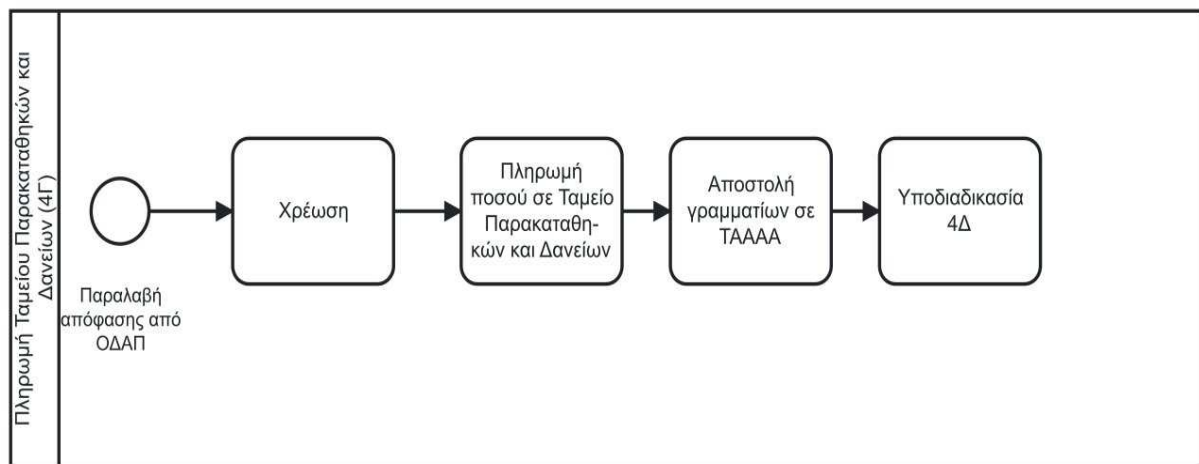 Πληρωμή Ταμείου Παρακαταθηκών και
Δανείων (4Γ)
Παραλαβή
απόφασης από
ΟΔΑΠ
Χρέωση
Πληρωμή
ποσού σε Ταμείο
Παρακαταθη-
κών και Δανείων
Αποστολή
γραμματίων σε
ΤΑΑΑΑ
Υποδιαδικασία
4Δ